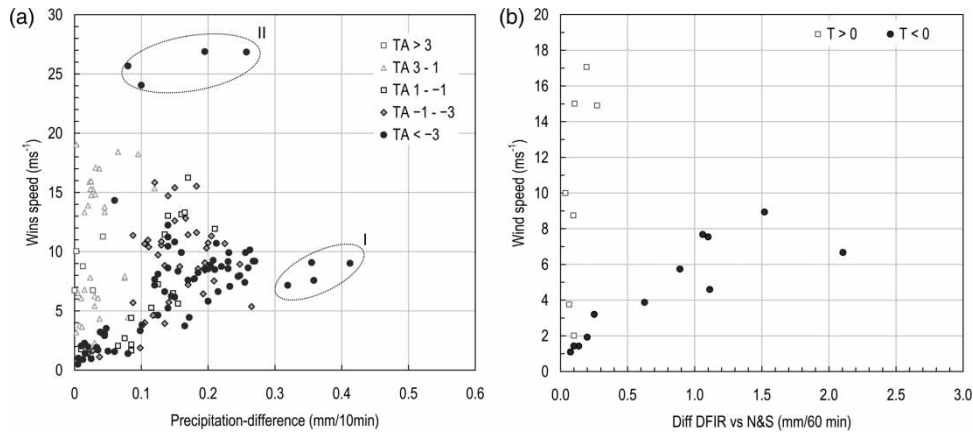 (a)
30
25
20
15
10
5
0
Wins speed (ms-1)
II
TA > 3
TA 3 - 1
TA 1 - −1
TA −1 - −3
TA < −3
I
0 0.1 0.2 0.3 0.4 0.5 0.6
Precipitation-difference (mm/10min)
(b)
20
18
16
14
12
10
8
6
4
2
0
Wind speed (ms-1)
T > 0 T < 0
0.0 0.5 1.0 1.5 2.0 2.5 3.0
Diff DFIR vs N&S (mm/60 min)